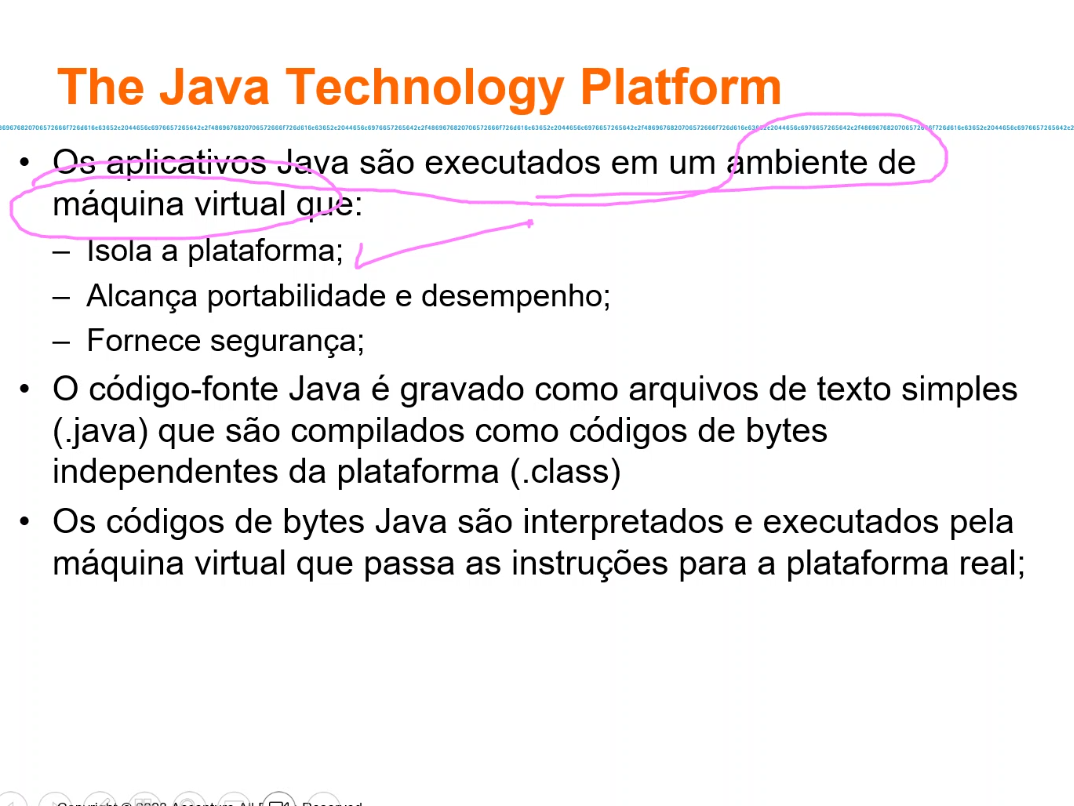 The Java Technology Platform
• Os aplicativos Java são executados em um ambiente de
máquina virtual que:
– Isola a plataforma;
– Alcança portabilidade e desempenho;
– Fornece segurança;
• O código-fonte Java é gravado como arquivos de texto simples
(.java) que são compilados como códigos de bytes
independentes da plataforma (.class)
• Os códigos de bytes Java são interpretados e executados pela
máquina virtual que passa as instruções para a plataforma real;